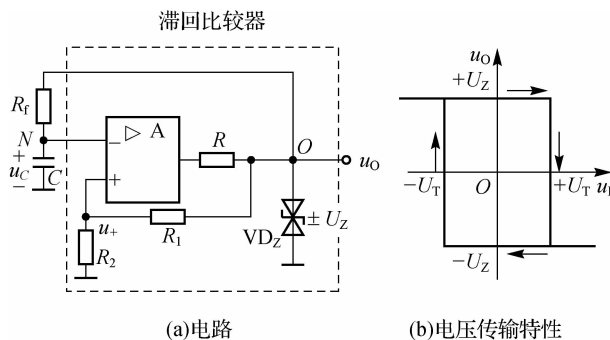 滞回比较器
R_f
N
+
u_C
−
C
▷ A
−
+
R
O
u_O
u_+
R_1
R_2
VD_Z
± U_Z
(a)电路
u_O
+U_Z
−U_T
O
+U_T
u_I
−U_Z
(b)电压传输特性